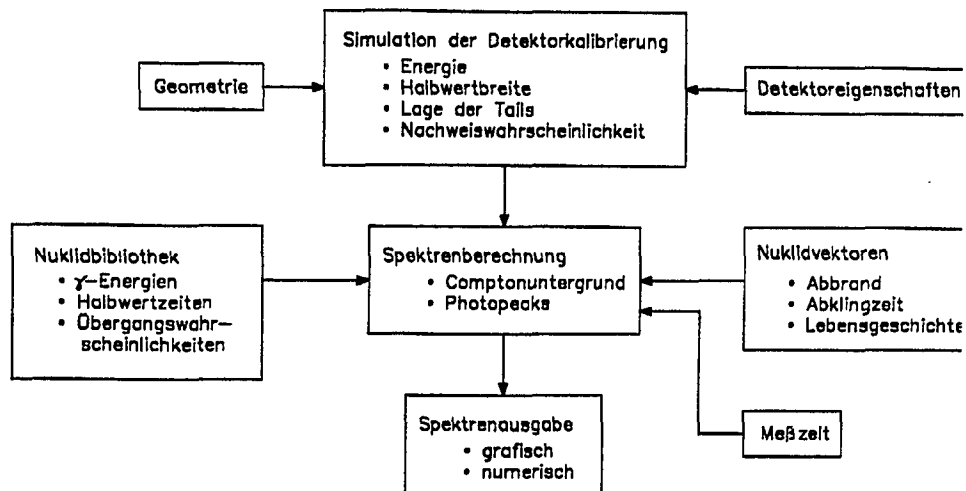 Simulation der Detektorkalibrierung
• Energie
• Halbwertbreite
• Lage der Tails
• Nachweiswahrscheinlichkeit
Geometrie
Detektoreigenschaften
Nuklidbibliothek
• γ-Energien
• Halbwertzeiten
• Übergangswahr-
scheinlichkeiten
Spektrenberechnung
• Comptonuntergrund
• Photopeaks
Nuklidvektoren
• Abbrand
• Abklingzeit
• Lebensgeschichte
Spektrenausgabe
• grafisch
• numerisch
Meßzeit